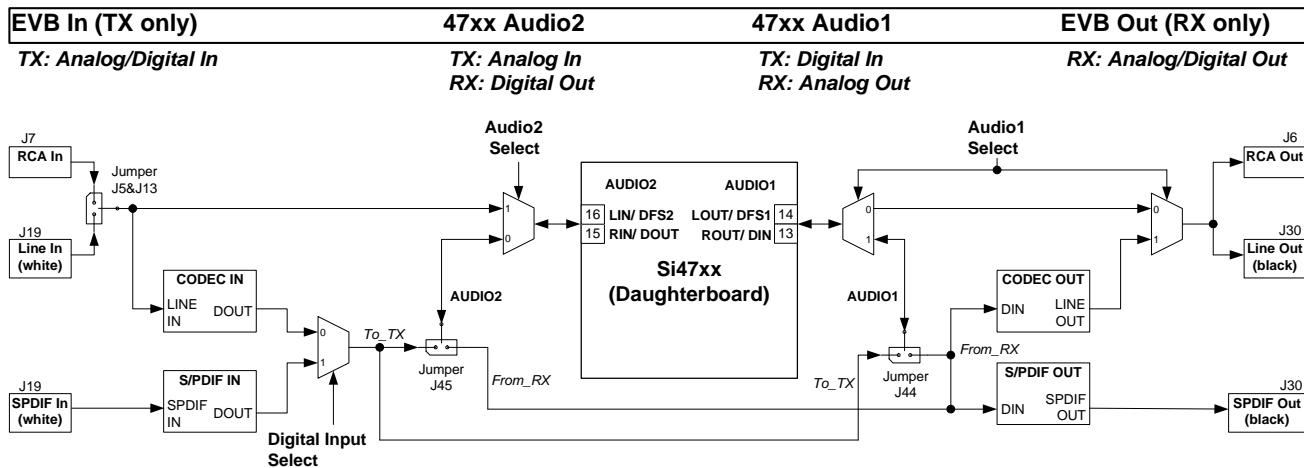 EVB In (TX only) 47xx Audio2 47xx Audio1 EVB Out (RX only)
TX: Analog/Digital In
TX: Analog In
RX: Digital Out
TX: Digital In
RX: Analog Out
RX: Analog/Digital Out
J7
RCA In
Jumper
J5&J13
J19
Line In
(white)
Audio2
Select
1
0
AUDIO2
16 LIN/ DFS2
15 RIN/ DOUT
AUDIO1
LOUT/ DFS1 14
ROUT/ DIN 13
Si47xx
(Daughterboard)
Audio1
Select
0
1
0
1
J6
RCA Out
J30
Line Out
(black)
CODEC IN
LINE
IN
DOUT
0
1
To_TX
AUDIO2
Jumper
J45
From_RX
AUDIO1
To_TX
Jumper
J44
From_RX
CODEC OUT
DIN
LINE
OUT
J19
SPDIF In
(white)
S/PDIF IN
SPDIF
IN
DOUT
Digital Input
Select
S/PDIF OUT
DIN
SPDIF
OUT
J30
SPDIF Out
(black)